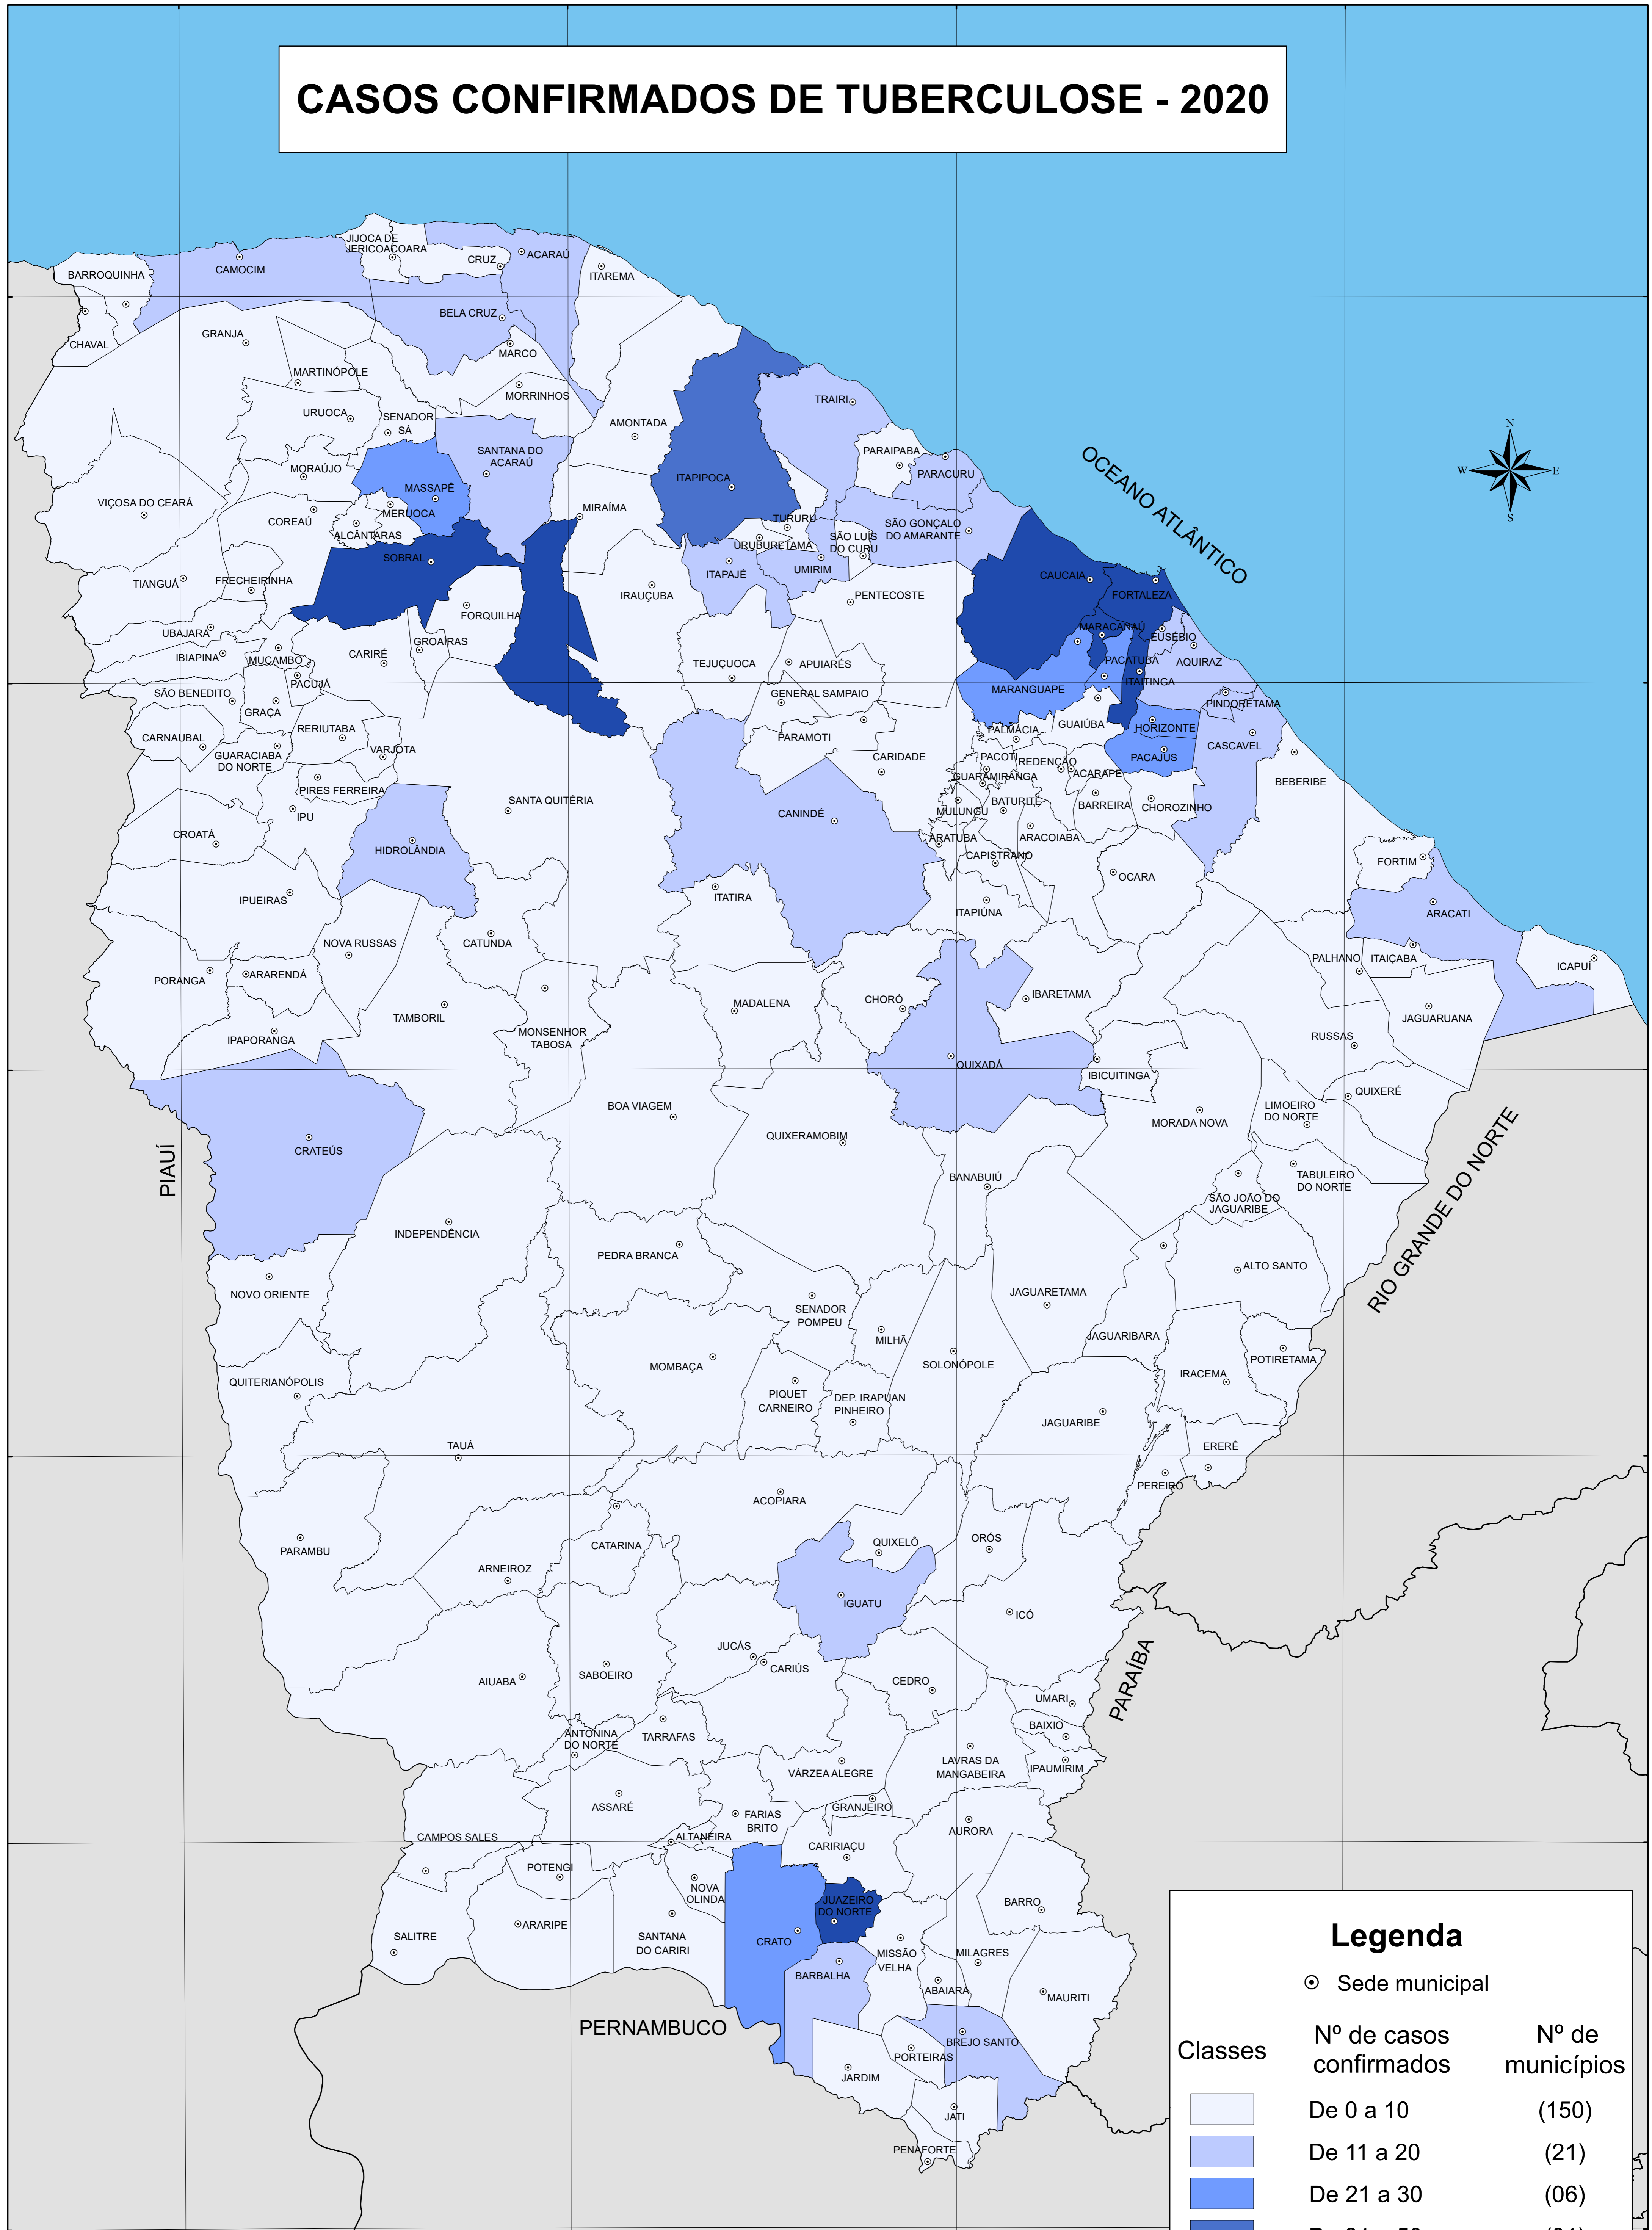 CASOS CONFIRMADOS DE TUBERCULOSE - 2020
JIJOCA DE
JERICOACOARA
CRUZ
ACARAÚ
ITAREMA
BARROQUINHA
CAMOCIM
BELA CRUZ
CHAVAL
GRANJA
MARCO
MARTINÓPOLE
MORRINHOS
URUOCA
SENADOR
SÁ
AMONTADA
TRAIRI
SANTANA DO
ACARAÚ
MORAÚJO
PARAIPABA
PARACURU
ITAPIPOCA
OCEANO ATLÂNTICO
N
W
E
S
VIÇOSA DO CEARÁ
MASSAPÊ
MERUOCA
COREAÚ
ALCÂNTARAS
MIRAÍMA
TURURU
URUBURETAMA
SÃO LUÍS
DO CURU
SÃO GONÇALO
DO AMARANTE
SOBRAL
ITAPAJÉ
UMIRIM
TIANGUÁ
FRECHEIRINHA
IRAUÇUBA
PENTECOSTE
CAUCAIA
FORTALEZA
FORQUILHA
UBAJARA
IBIAPINA
MUCAMBO
CARIRÉ
GROAÍRAS
MARACANAÚ
EUSÉBIO
PACATUBA
AQUIRAZ
ITAITINGA
TEJUÇUOCA
APUIARÉS
PACUJÁ
SÃO BENEDITO
GRAÇA
GENERAL SAMPAIO
MARANGUAPE
PINDORETAMA
RERIUTABA
GUAIÚBA
HORIZONTE
CARNAUBAL
GUARACIABA
DO NORTE
VARJOTA
PARAMOTI
PALMÁCIA
CASCAVEL
CARIDADE
PACOTI
REDENÇÃO
PACAJUS
GUARAMIRANGA
ACARAPE
BEBERIBE
PIRES FERREIRA
IPU
SANTA QUITÉRIA
CANINDÉ
MULUNGU
BATURITÉ
BARREIRA
CHOROZINHO
CROATÁ
HIDROLÂNDIA
ARATUBA
ARACOIABA
CAPISTRANO
FORTIM
OCARA
IPUEIRAS
ITATIRA
ITAPIÚNA
ARACATI
NOVA RUSSAS
CATUNDA
PALHANO
ITAIÇABA
ICAPUÍ
PORANGA
ARARENDÁ
MADALENA
CHORÓ
IBARETAMA
TAMBORIL
JAGUARUANA
IPAPORANGA
MONSENHOR
TABOSA
RUSSAS
QUIXADÁ
IBICUITINGA
QUIXERÉ
BOA VIAGEM
LIMOEIRO
DO NORTE
MORADA NOVA
QUIXERAMOBIM
PIAUÍ
CRATEÚS
BANABUIÚ
TABULEIRO
DO NORTE
SÃO JOÃO DO
JAGUARIBE
RIO GRANDE DO NORTE
INDEPENDÊNCIA
PEDRA BRANCA
ALTO SANTO
NOVO ORIENTE
JAGUARETAMA
SENADOR
POMPEU
MILHÃ
JAGUARIBARA
SOLONÓPOLE
MOMBAÇA
POTIRETAMA
IRACEMA
QUITERIANÓPOLIS
PIQUET
CARNEIRO
DEP. IRAPUAN
PINHEIRO
JAGUARIBE
TAUÁ
ERERÊ
PEREIRO
ACOPIARA
PARAMBU
CATARINA
QUIXELÔ
ORÓS
ARNEIROZ
IGUATU
ICÓ
JUCÁS
CARIÚS
SABOEIRO
AIUABA
CEDRO
UMARI
PARAÍBA
BAIXIO
ANTONINA
DO NORTE
TARRAFAS
VÁRZEA ALEGRE
LAVRAS DA
MANGABEIRA
IPAUMIRIM
ASSARÉ
GRANJEIRO
FARIAS
BRITO
AURORA
CAMPOS SALES
ALTANEIRA
CARIRIAÇU
POTENGI
NOVA
OLINDA
JUAZEIRO
DO NORTE
BARRO
ARARIPE
SALITRE
SANTANA
DO CARIRI
CRATO
MISSÃO
VELHA
MILAGRES
BARBALHA
ABAIARA
MAURITI
PERNAMBUCO
BREJO SANTO
PORTEIRAS
JARDIM
JATI
PENAFORTE
Legenda
Sede municipal
Classes
Nº de casos
confirmados
Nº de
municípios
De 0 a 10
(150)
De 11 a 20
(21)
De 21 a 30
(06)